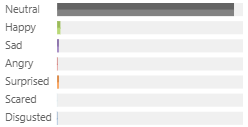 Neutral
Happy
Sad
Angry
Surprised
Scared
Disgusted